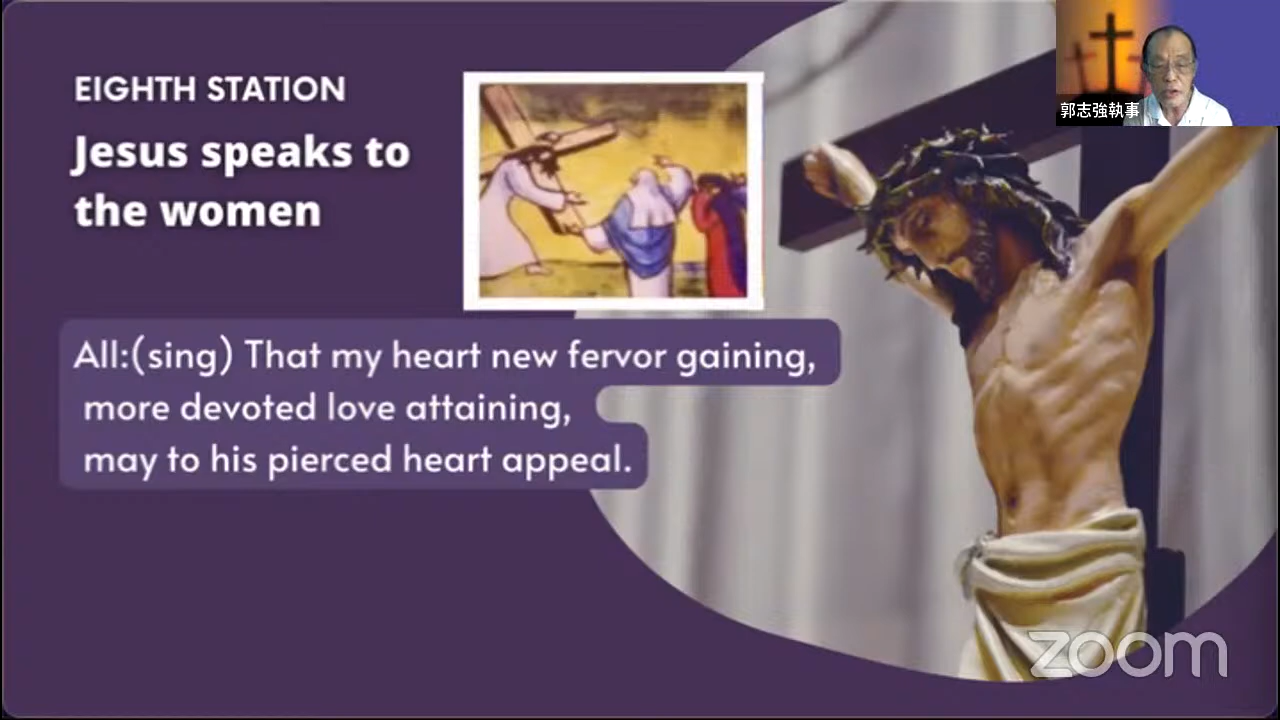 EIGHTH STATION
Jesus speaks to
the women
All:(sing) That my heart new fervor gaining,
more devoted love attaining,
may to his pierced heart appeal.
郭志強執事
zoom